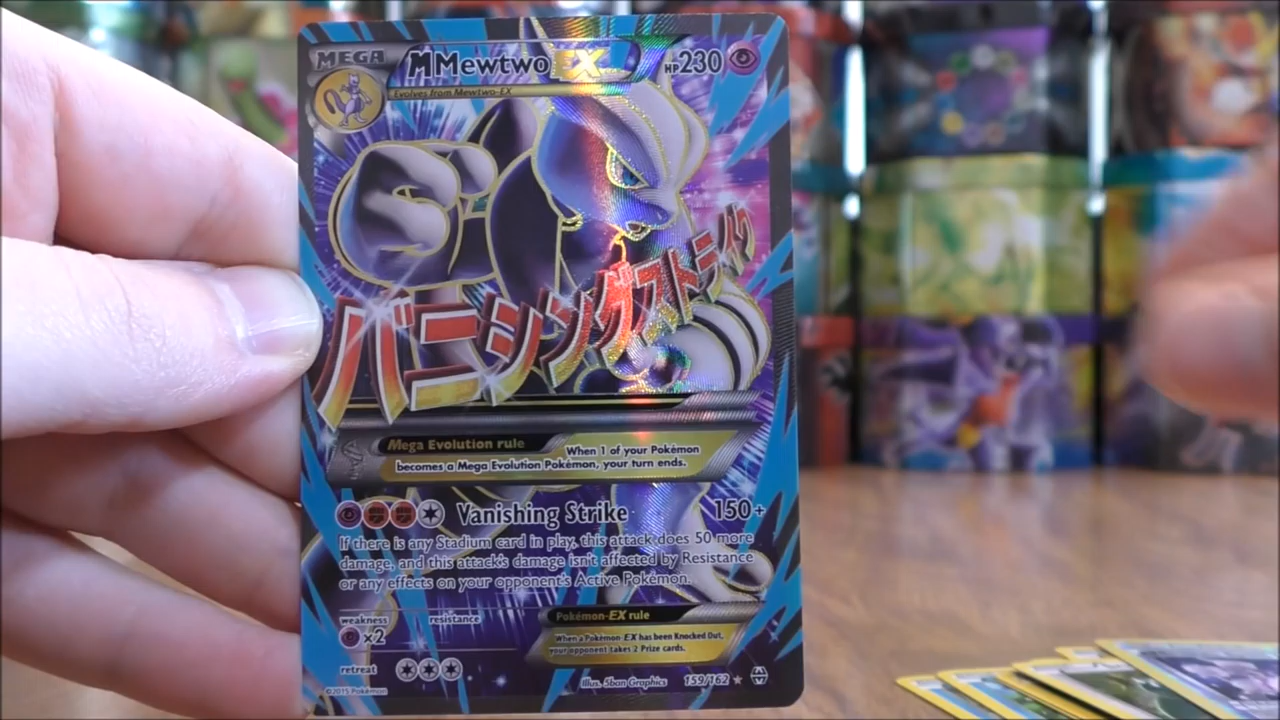 MEGA
M Mewtwo EX HP230
Evolves from Mewtwo-EX
バニシングストライク
Mega Evolution rule
When 1 of your Pokémon
becomes a Mega Evolution Pokémon, your turn ends.
Vanishing Strike 150+
If there is any Stadium card in play, this attack does 50 more
damage, and this attack's damage isn't affected by Resistance
or any effects on your opponent's Active Pokémon.
weakness resistance
×2
Pokémon-EX rule
When a Pokémon-EX has been Knocked Out,
your opponent takes 2 Prize cards.
retreat
©2015 Pokémon
Illus. 5ban Graphics 159/162